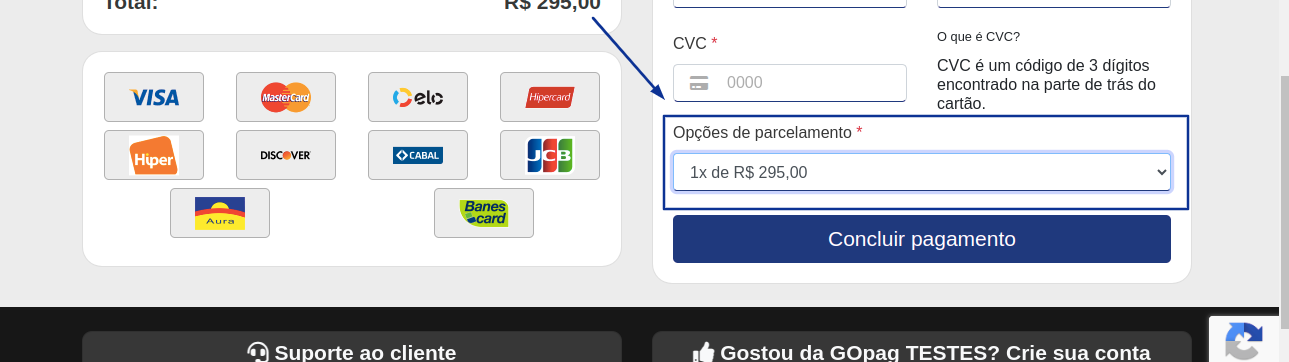 Total:
R$ 295,00
VISA
MasterCard
elo
Hipercard
Hiper
DISCOVER
CABAL
JCB
Aura
Banes
card
CVC *
0000
O que é CVC?
CVC é um código de 3 dígitos
encontrado na parte de trás do
cartão.
Opções de parcelamento *
1x de R$ 295,00
Concluir pagamento
Suporte ao cliente
Gostou da GOpag TESTES? Crie sua conta